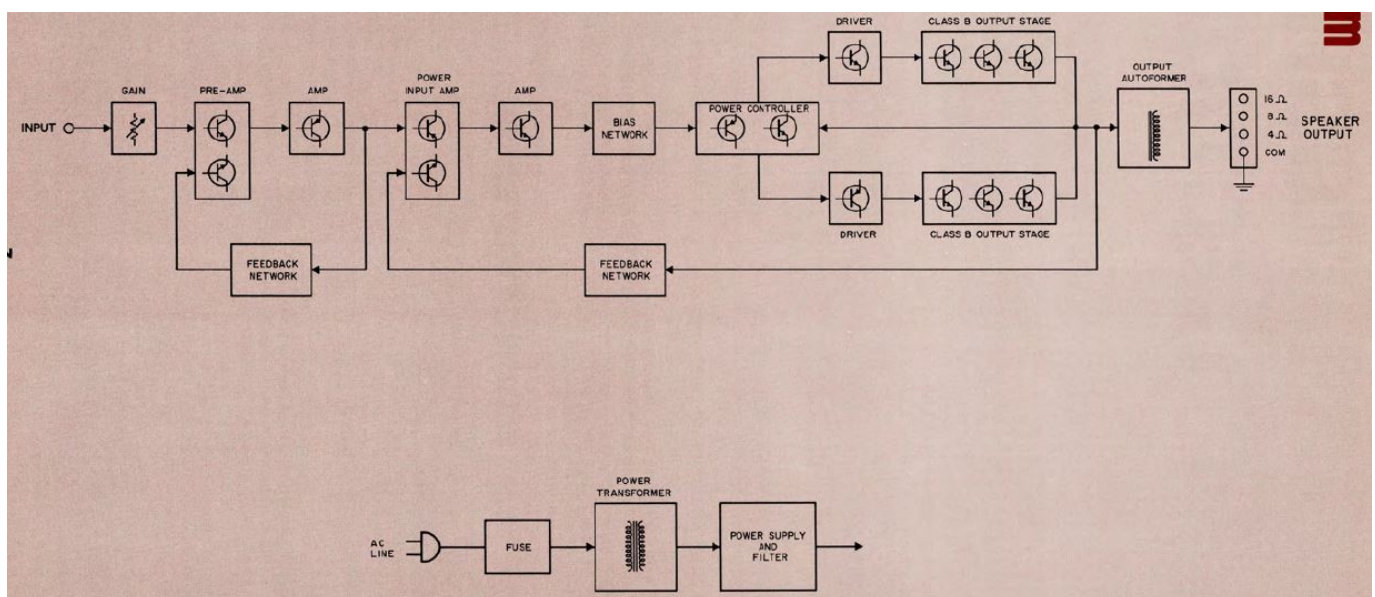 DRIVER
CLASS B OUTPUT STAGE
OUTPUT
AUTOFORMER
GAIN
PRE-AMP
AMP
POWER
INPUT AMP
AMP
BIAS
NETWORK
POWER CONTROLLER
INPUT
16 Ω
8 Ω
4 Ω
COM
SPEAKER
OUTPUT
DRIVER
CLASS B OUTPUT STAGE
FEEDBACK
NETWORK
FEEDBACK
NETWORK
POWER
TRANSFORMER
AC
LINE
FUSE
POWER SUPPLY
AND
FILTER